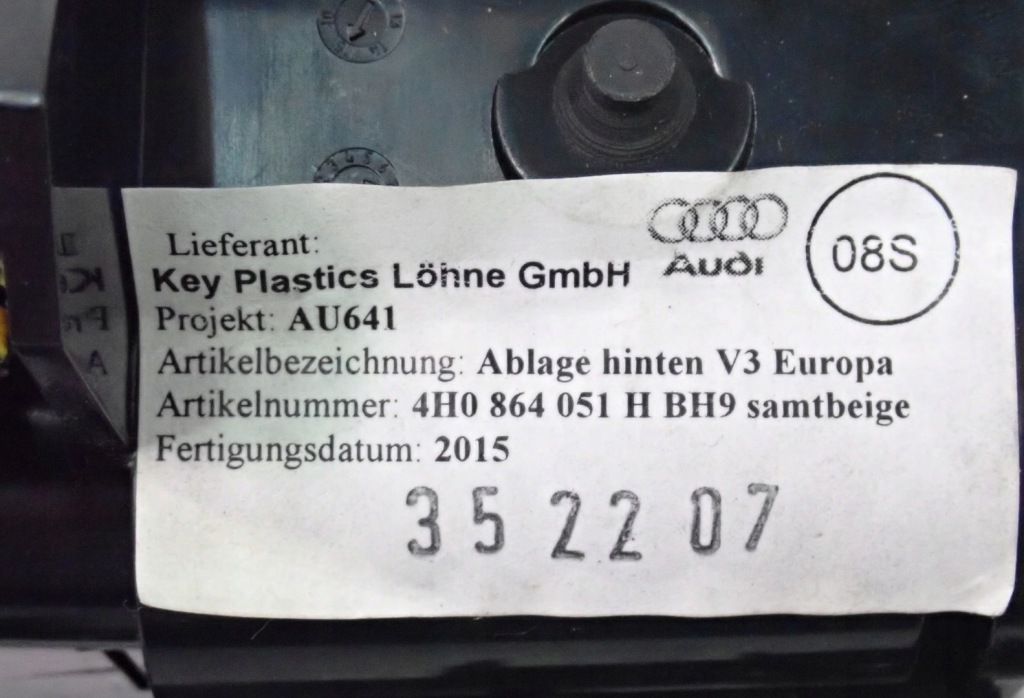 Lieferant:
Key Plastics Löhne GmbH
Audi
08S
Projekt: AU641
Artikelbezeichnung: Ablage hinten V3 Europa
Artikelnummer: 4H0 864 051 H BH9 samtbeige
Fertigungsdatum: 2015
35 22 07